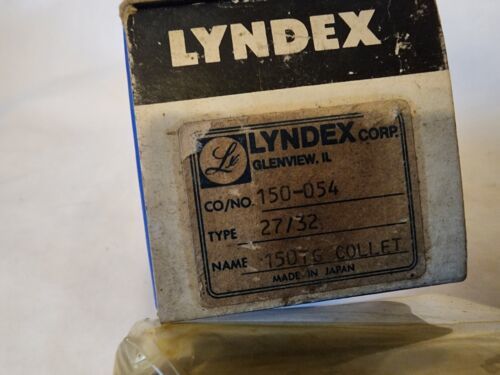 LYNDEX
LYNDEX CORP.
GLENVIEW, IL
CO/NO. 150-054
TYPE 27/32
NAME 150TG COLLET
MADE IN JAPAN